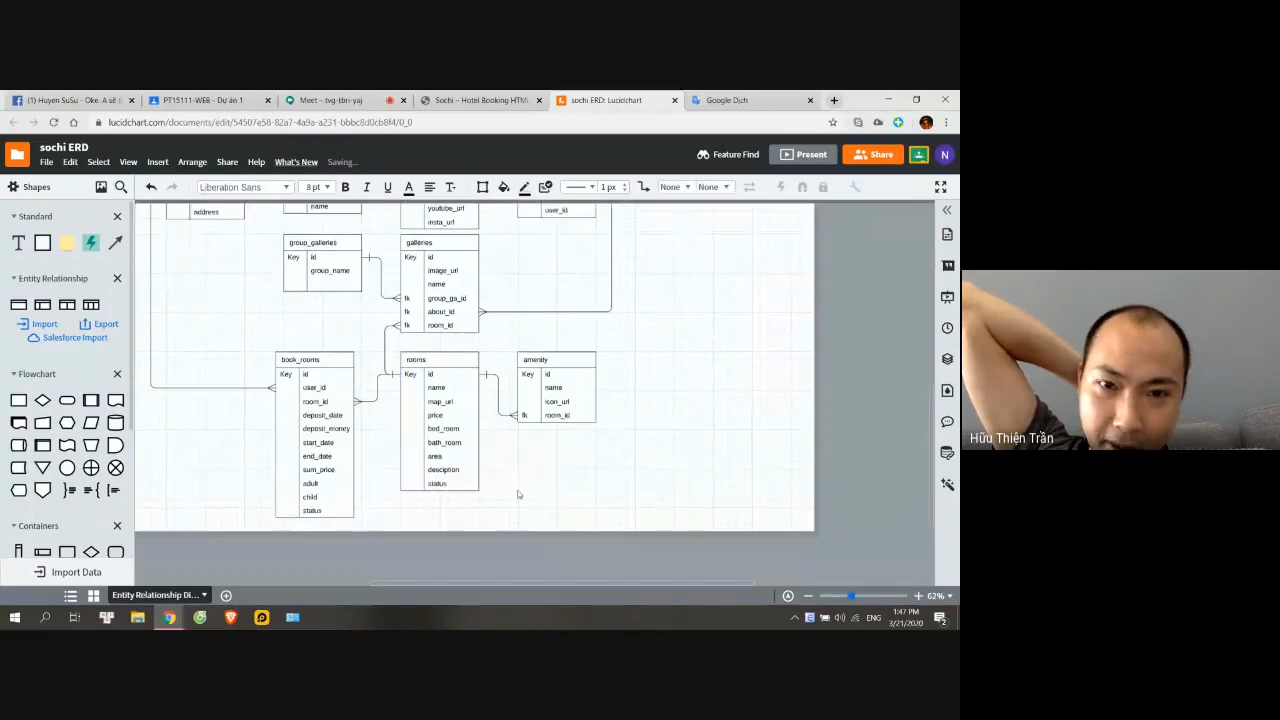 (1) Huyen SuSu - Oke. A sẽ
PT15111-WEB - Dự án 1
Meet – tvg-tbri-yaj
Sochi – Hotel Booking HTML
sochi ERD: Lucidchart
Google Dịch
lucidchart.com/documents/edit/54507e58-82a7-4a9a-a231-bbbc8d0cb8f4/0_0
sochi ERD
File Edit Select View Insert Arrange Share Help What's New Saving...
Feature Find
Present
Share
N
Shapes
Liberation Sans
8 pt
B I U A
1 px
None
None
Standard
T
Entity Relationship
Import
Export
Salesforce Import
Flowchart
Containers
Import Data
address
name
youtube_url
insta_url
user_id
group_galleries
Key id
group_name
galleries
Key id
image_url
name
fk group_ga_id
fk about_id
fk room_id
book_rooms
Key id
user_id
room_id
deposit_date
deposit_money
start_date
end_date
sum_price
adult
child
status
rooms
Key id
name
map_url
price
bed_room
bath_room
area
desciption
status
amenity
Key id
name
icon_url
fk room_id
Entity Relationship Di...
62%
ENG
1:47 PM
3/21/2020
2
Hữu Thiện Trần